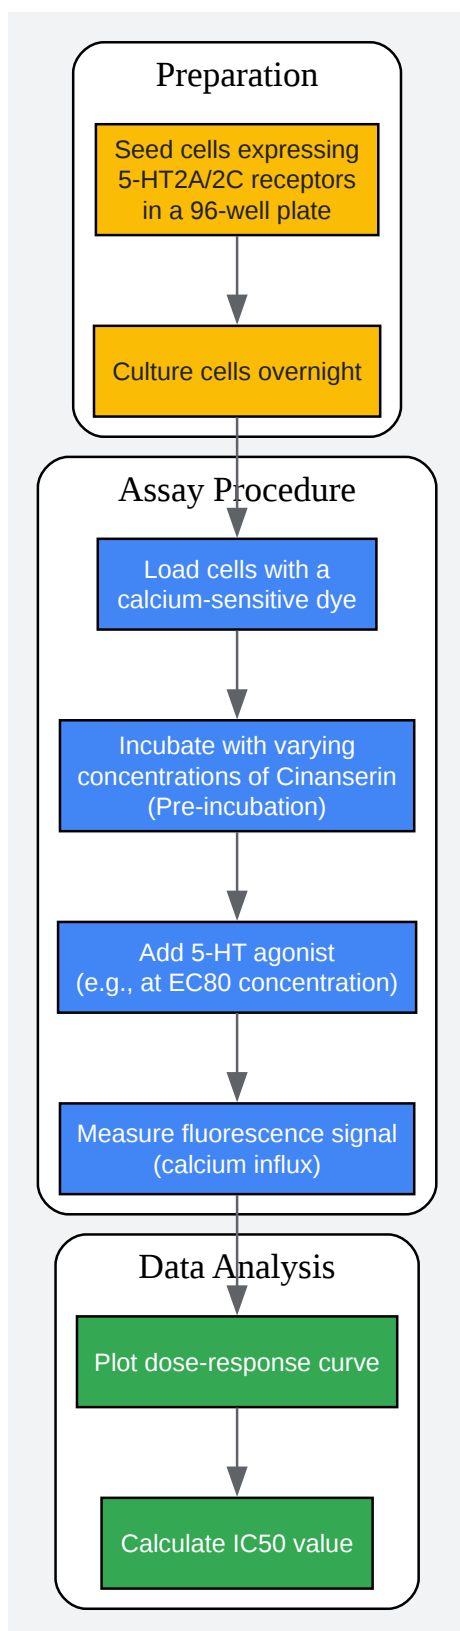 Preparation
Seed cells expressing
5-HT2A/2C receptors
in a 96-well plate
Culture cells overnight
Assay Procedure
Load cells with a
calcium-sensitive dye
Incubate with varying
concentrations of Cinanserin
(Pre-incubation)
Add 5-HT agonist
(e.g., at EC80 concentration)
Measure fluorescence signal
(calcium influx)
Data Analysis
Plot dose-response curve
Calculate IC50 value